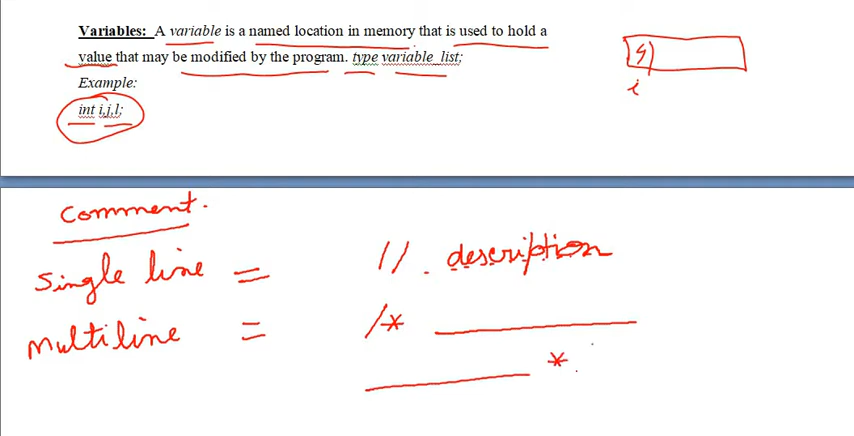 Variables: A variable is a named location in memory that is used to hold a
value that may be modified by the program. type variable_list;
Example:
int i,j,l;
i
Comment.
Single line = //. description
Multiline = /*
*